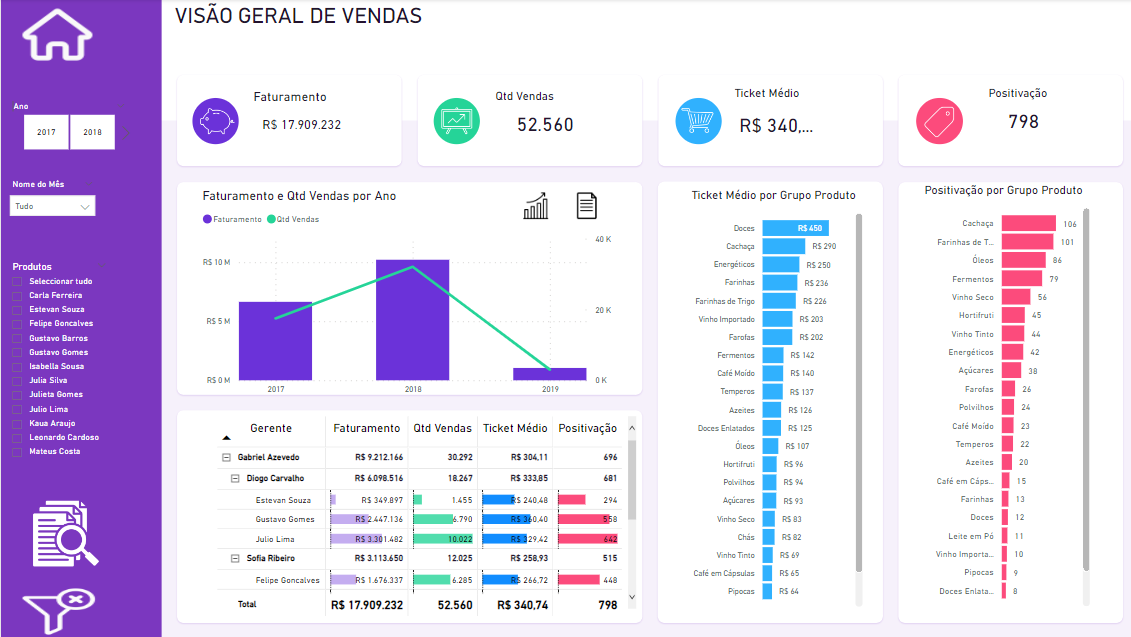 VISÃO GERAL DE VENDAS
Ano
2017 2018
Nome do Mês
Tudo
Produtos
Seleccionar tudo
Carla Ferreira
Estevan Souza
Felipe Goncalves
Gustavo Barros
Gustavo Gomes
Isabella Sousa
Julia Silva
Julieta Gomes
Julio Lima
Kaua Araujo
Leonardo Cardoso
Mateus Costa
Faturamento
R$ 17.909.232
Qtd Vendas
52.560
Ticket Médio
R$ 340,...
Positivação
798
Faturamento e Qtd Vendas por Ano
Faturamento Qtd Vendas
R$ 10 M
R$ 5 M
R$ 0 M
40 K
20 K
0 K
2017 2018 2019
Gerente Faturamento Qtd Vendas Ticket Médio Positivação
Gabriel Azevedo R$ 9.212.166 30.292 R$ 304,11 696
Diogo Carvalho R$ 6.098.516 18.267 R$ 333,85 681
Estevan Souza R$ 349.897 1.455 R$ 240,48 294
Gustavo Gomes R$ 2.447.136 6.790 R$ 360,40 558
Julio Lima R$ 3.301.482 10.022 R$ 329,42 642
Sofia Ribeiro R$ 3.113.650 12.025 R$ 258,93 515
Felipe Goncalves R$ 1.676.337 6.285 R$ 266,72 448
Total R$ 17.909.232 52.560 R$ 340,74 798
Ticket Médio por Grupo Produto
Doces R$ 450
Cachaça R$ 290
Energéticos R$ 250
Farinhas R$ 236
Farinhas de Trigo R$ 226
Vinho Importado R$ 203
Farofas R$ 202
Fermentos R$ 142
Café Moído R$ 140
Temperos R$ 137
Azeites R$ 126
Doces Enlatados R$ 125
Óleos R$ 107
Hortifruti R$ 96
Polvilhos R$ 94
Açúcares R$ 93
Vinho Seco R$ 83
Chás R$ 82
Vinho Tinto R$ 69
Café em Cápsulas R$ 65
Pipocas R$ 64
Positivação por Grupo Produto
Cachaça 106
Farinhas de T... 101
Óleos 86
Fermentos 79
Vinho Seco 56
Hortifruti 45
Vinho Tinto 44
Energéticos 42
Açúcares 38
Farofas 26
Polvilhos 24
Café Moído 23
Temperos 22
Azeites 20
Café em Cáps... 15
Farinhas 13
Doces 12
Leite em Pó 11
Vinho Importa... 10
Pipocas 9
Doces Enlata... 8